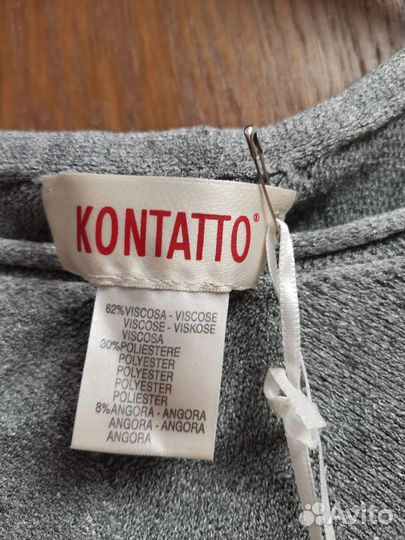 KONTATTO®
62%VISCOSA - VISCOSE
VISCOSE - VISKOSE
VISCOSA
30%POLIESTERE
POLYESTER
POLYESTER
POLYESTER
POLIESTER
8%ANGORA - ANGORA
ANGORA - ANGORA
ANGORA
Avito